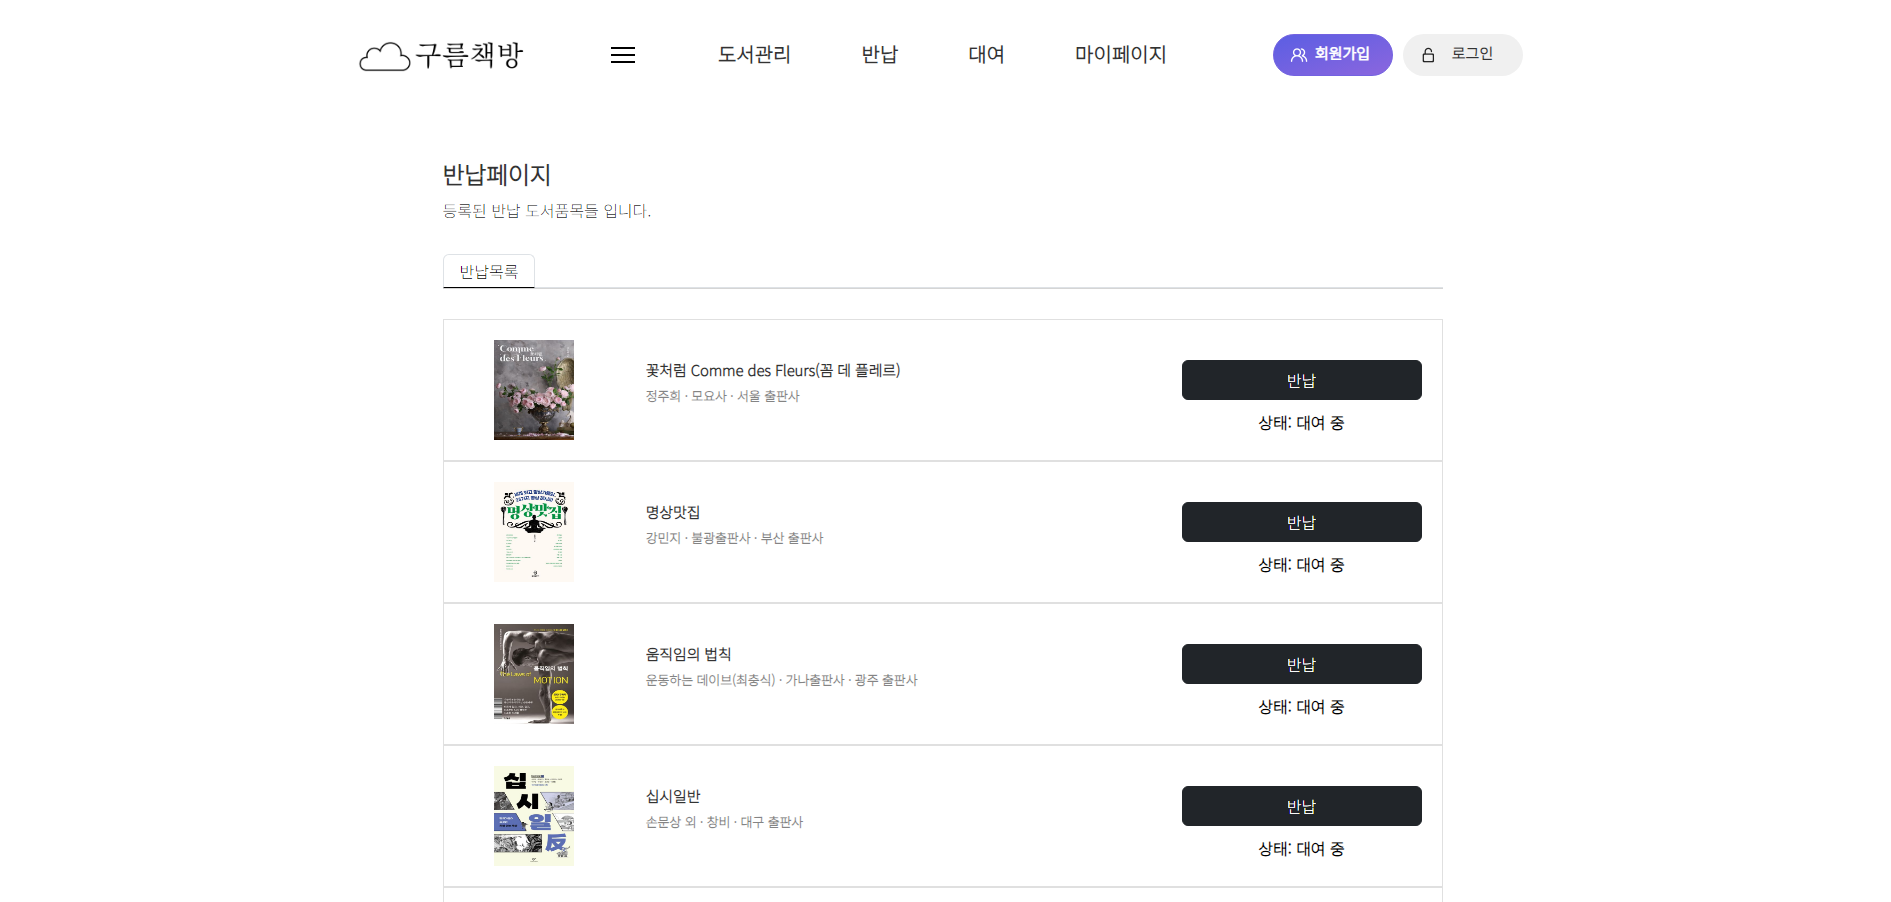 구름책방
도서관리
반납
대여
마이페이지
회원가입
로그인
반납페이지
등록된 반납 도서품목들 입니다.
반납목록
Comme
des Fleurs
꽃처럼 Comme des Fleurs(꼼 데 플레르)
정주희 · 모요사 · 서울 출판사
반납
상태: 대여 중
명상맛집
명상맛집
강민지 · 불광출판사 · 부산 출판사
반납
상태: 대여 중
움직임의 법칙
The Laws of
MOTION
움직임의 법칙
운동하는 데이브(최충식) · 가나출판사 · 광주 출판사
반납
상태: 대여 중
십
시
일
反
십시일반
손문상 외 · 창비 · 대구 출판사
반납
상태: 대여 중